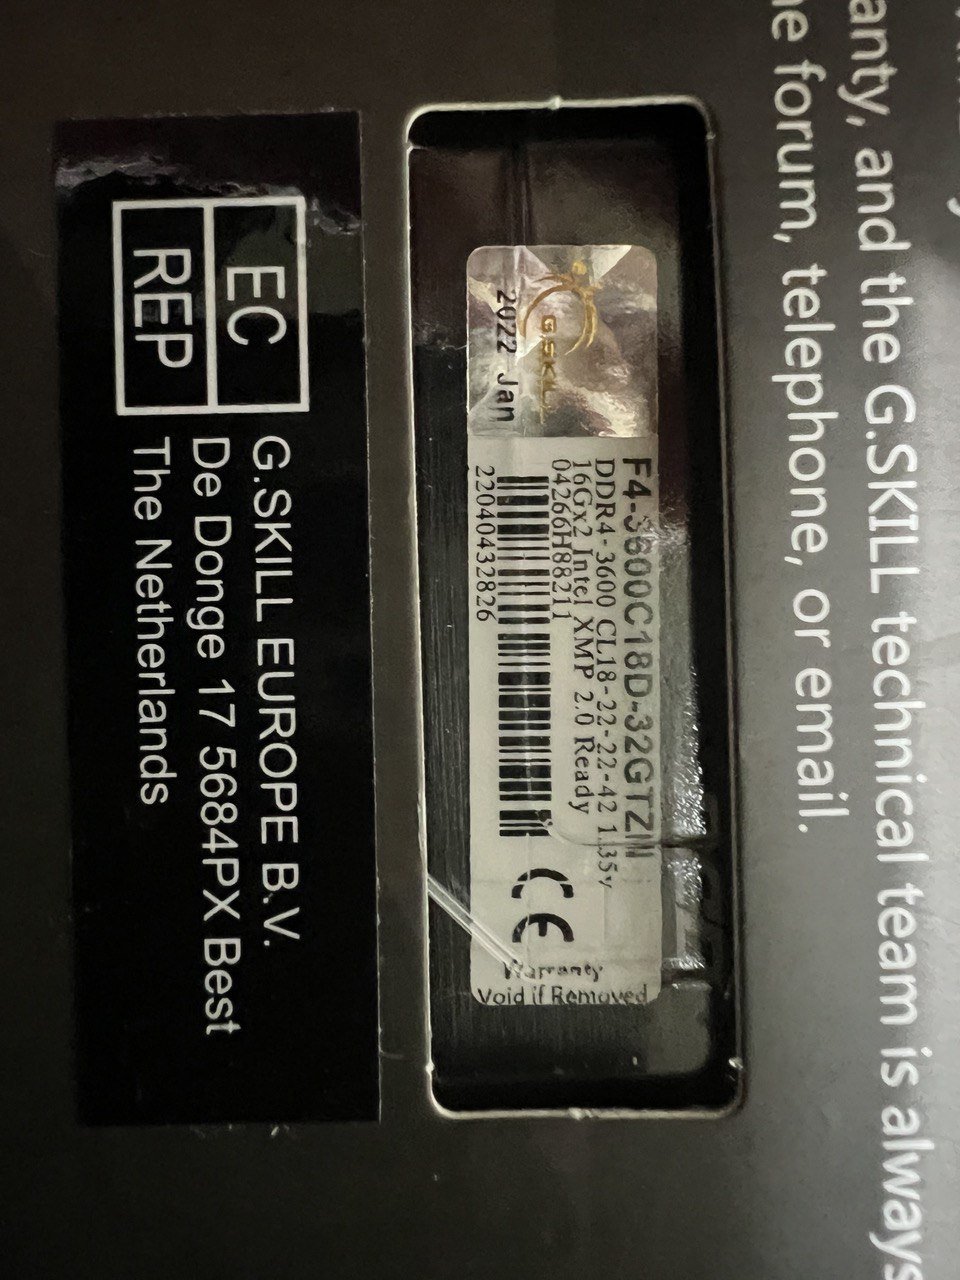 anty, and the G.SKILL technical team is always
e forum, telephone, or email.
G.SKILL
2022 Jan
F4-3600C18D-32GTZN
DDR4-3600 CL18-22-22-42 1.35v
16Gx2 Intel XMP 2.0 Ready
04266H88211
22040432826
CE
Warranty
Void if Removed
EC
REP
G.SKILL EUROPE B.V.
De Donge 17 5684PX Best
The Netherlands